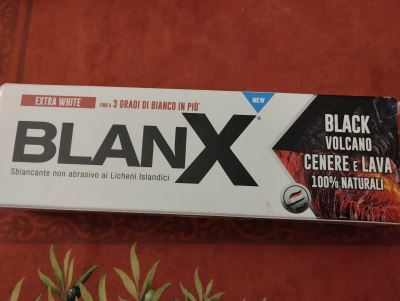 EXTRA WHITE FINO A 3 GRADI DI BIANCO IN PIÙ*
NEW
BLANX®
Sbiancante non abrasivo ai Licheni Islandici
BLACK
VOLCANO
CENERE E LAVA
100% NATURALI